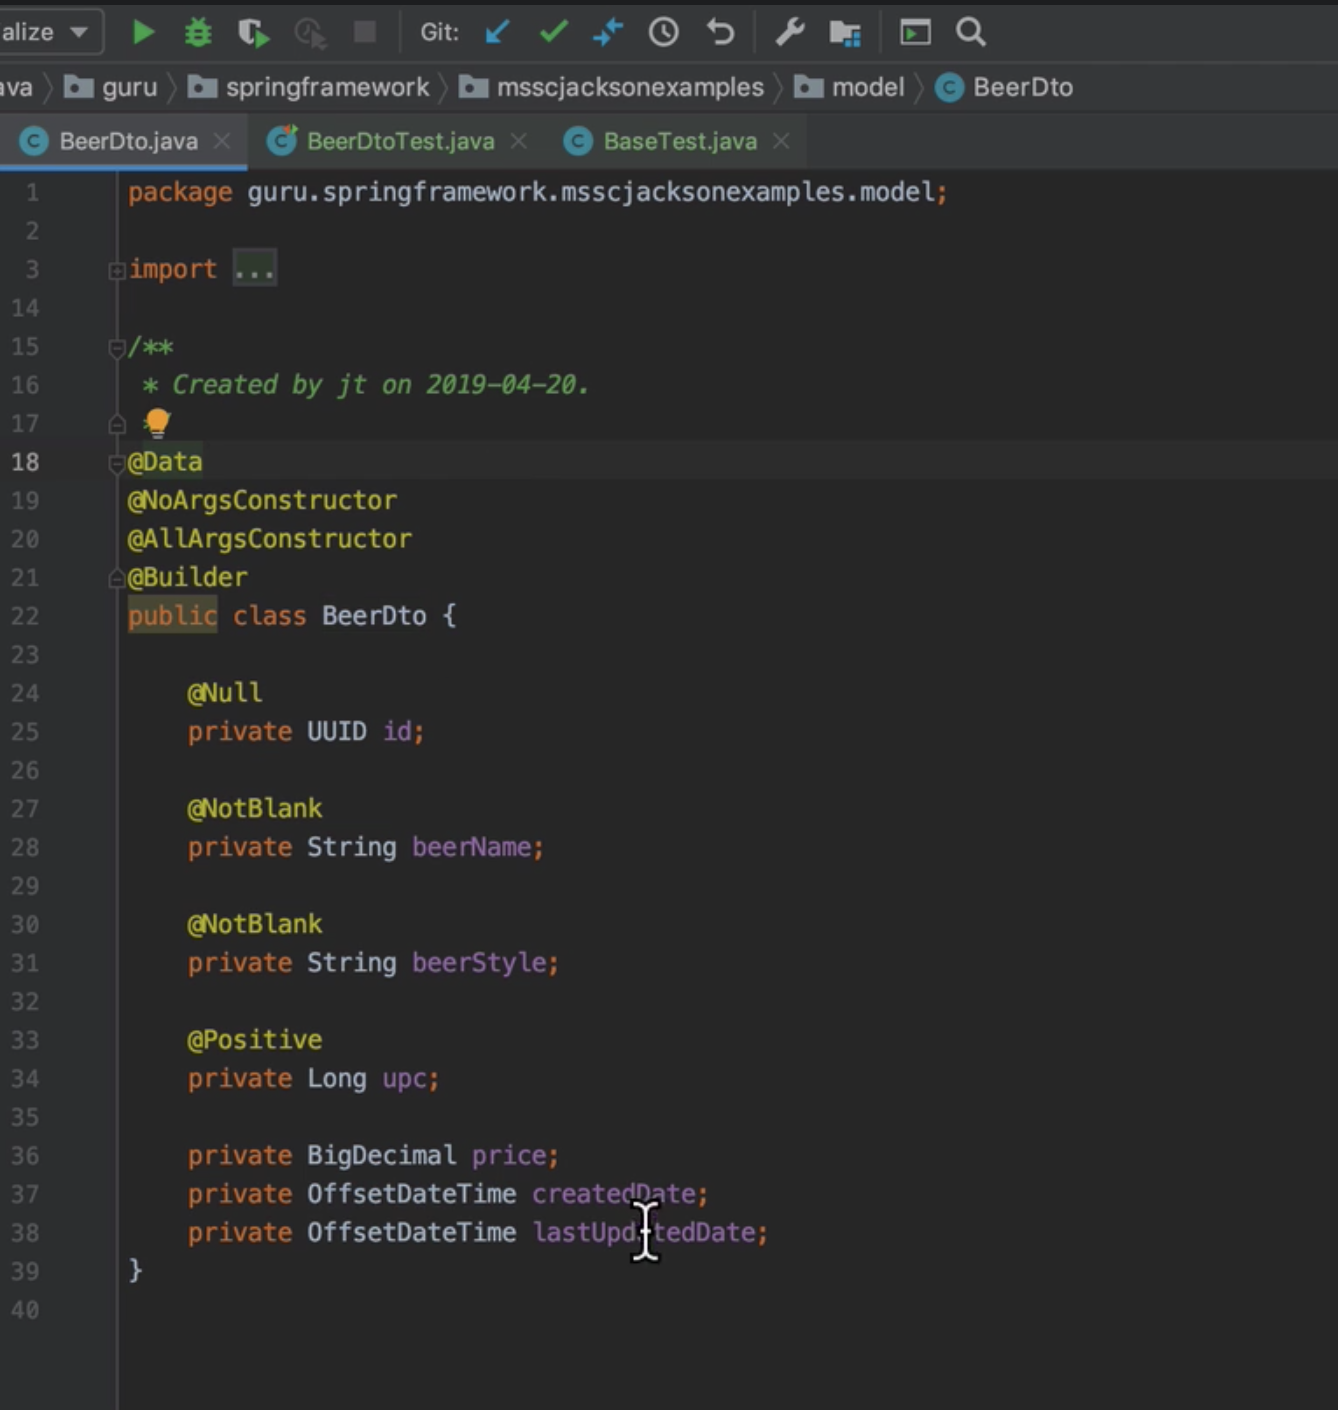 alize Git:
ava guru springframework msscjacksonexamples model BeerDto
BeerDto.java BeerDtoTest.java BaseTest.java
1 package guru.springframework.msscjacksonexamples.model;
2
3 import ...
14
15 /**
16 * Created by jt on 2019-04-20.
17
18 @Data
19 @NoArgsConstructor
20 @AllArgsConstructor
21 @Builder
22 public class BeerDto {
23
24 @Null
25 private UUID id;
26
27 @NotBlank
28 private String beerName;
29
30 @NotBlank
31 private String beerStyle;
32
33 @Positive
34 private Long upc;
35
36 private BigDecimal price;
37 private OffsetDateTime createdDate;
38 private OffsetDateTime lastUpdatedDate;
39 }
40